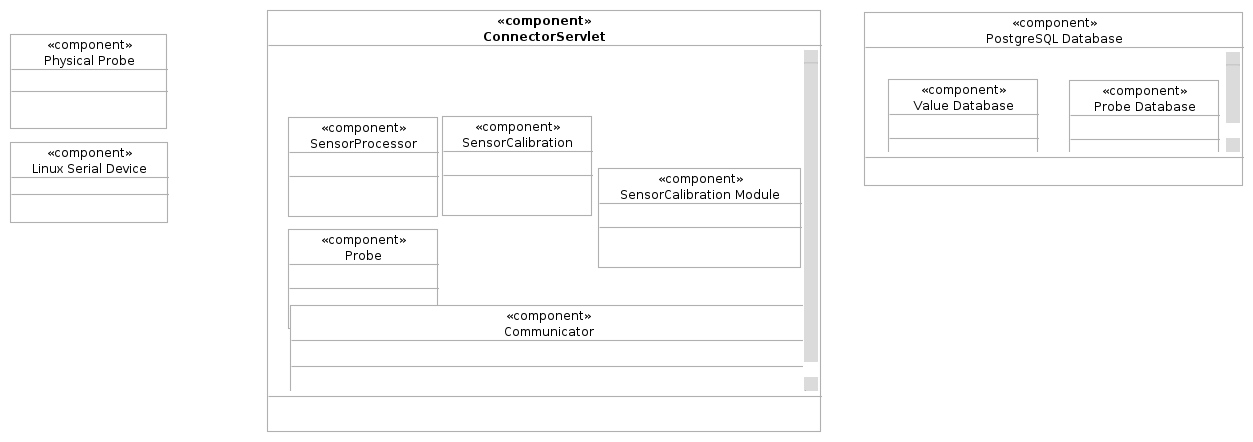 «component»
Physical Probe
«component»
Linux Serial Device
«component»
ConnectorServlet
«component»
SensorProcessor
«component»
SensorCalibration
«component»
SensorCalibration Module
«component»
Probe
«component»
Communicator
«component»
PostgreSQL Database
«component»
Value Database
«component»
Probe Database